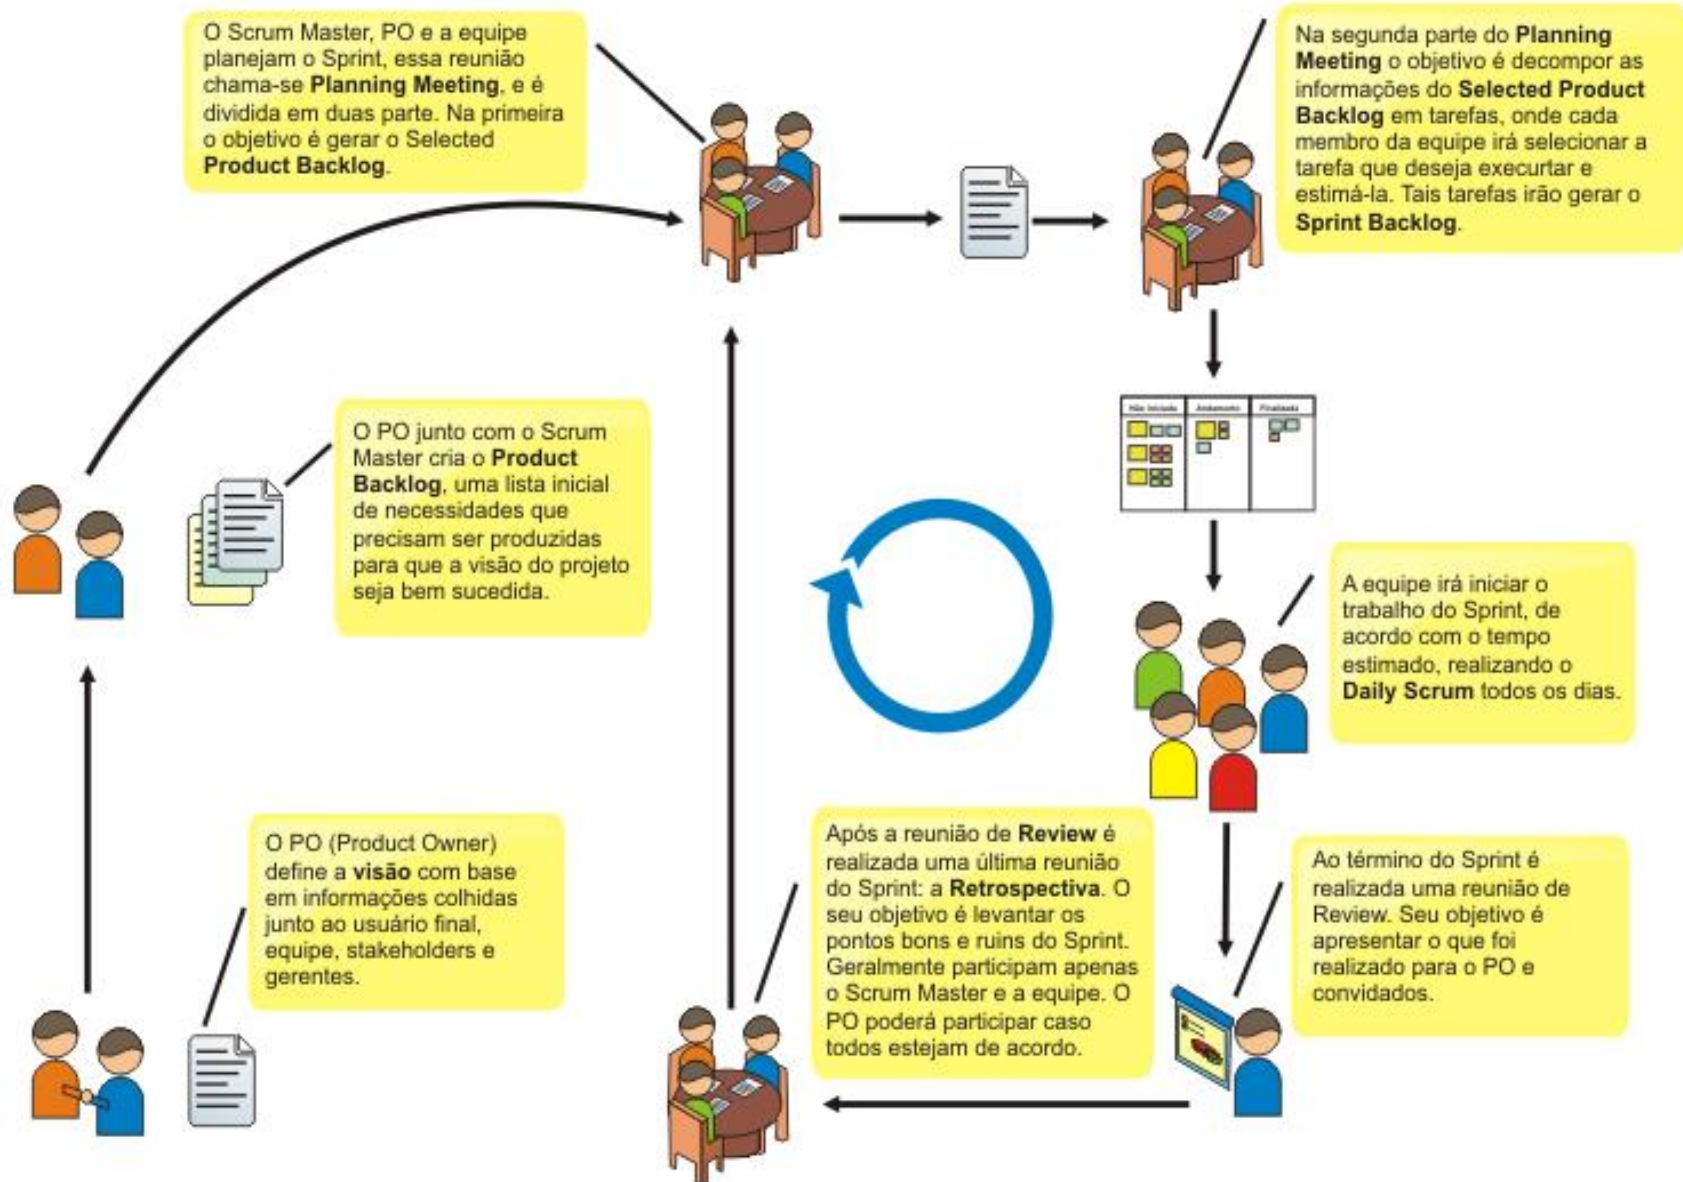 O Scrum Master, PO e a equipe
planejam o Sprint, essa reunião
chama-se Planning Meeting, e é
dividida em duas parte. Na primeira
o objetivo é gerar o Selected
Product Backlog.
Na segunda parte do Planning
Meeting o objetivo é decompor as
informações do Selected Product
Backlog em tarefas, onde cada
membro da equipe irá selecionar a
tarefa que deseja execurtar e
estimá-la. Tais tarefas irão gerar o
Sprint Backlog.
Não Iniciada
Andamento
Finalizada
O PO junto com o Scrum
Master cria o Product
Backlog, uma lista inicial
de necessidades que
precisam ser produzidas
para que a visão do projeto
seja bem sucedida.
A equipe irá iniciar o
trabalho do Sprint, de
acordo com o tempo
estimado, realizando o
Daily Scrum todos os dias.
O PO (Product Owner)
define a visão com base
em informações colhidas
junto ao usuário final,
equipe, stakeholders e
gerentes.
Após a reunião de Review é
realizada uma última reunião
do Sprint: a Retrospectiva. O
seu objetivo é levantar os
pontos bons e ruins do Sprint.
Geralmente participam apenas
o Scrum Master e a equipe. O
PO poderá participar caso
todos estejam de acordo.
Ao término do Sprint é
realizada uma reunião de
Review. Seu objetivo é
apresentar o que foi
realizado para o PO e
convidados.